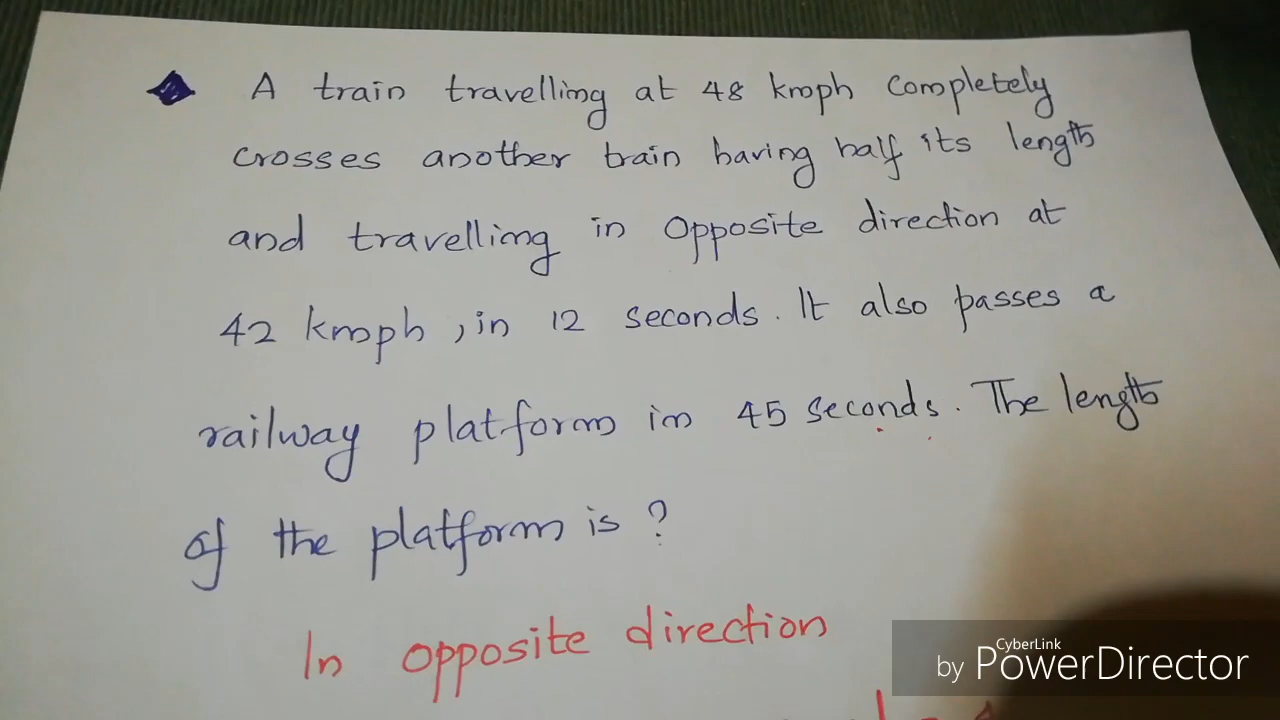 A train travelling at 48 kmph completely
crosses another train having half its length
and travelling in opposite direction at
42 kmph, in 12 seconds. It also passes a
railway platform in 45 seconds. The length
of the platform is ?
In opposite direction
CyberLink
by PowerDirector